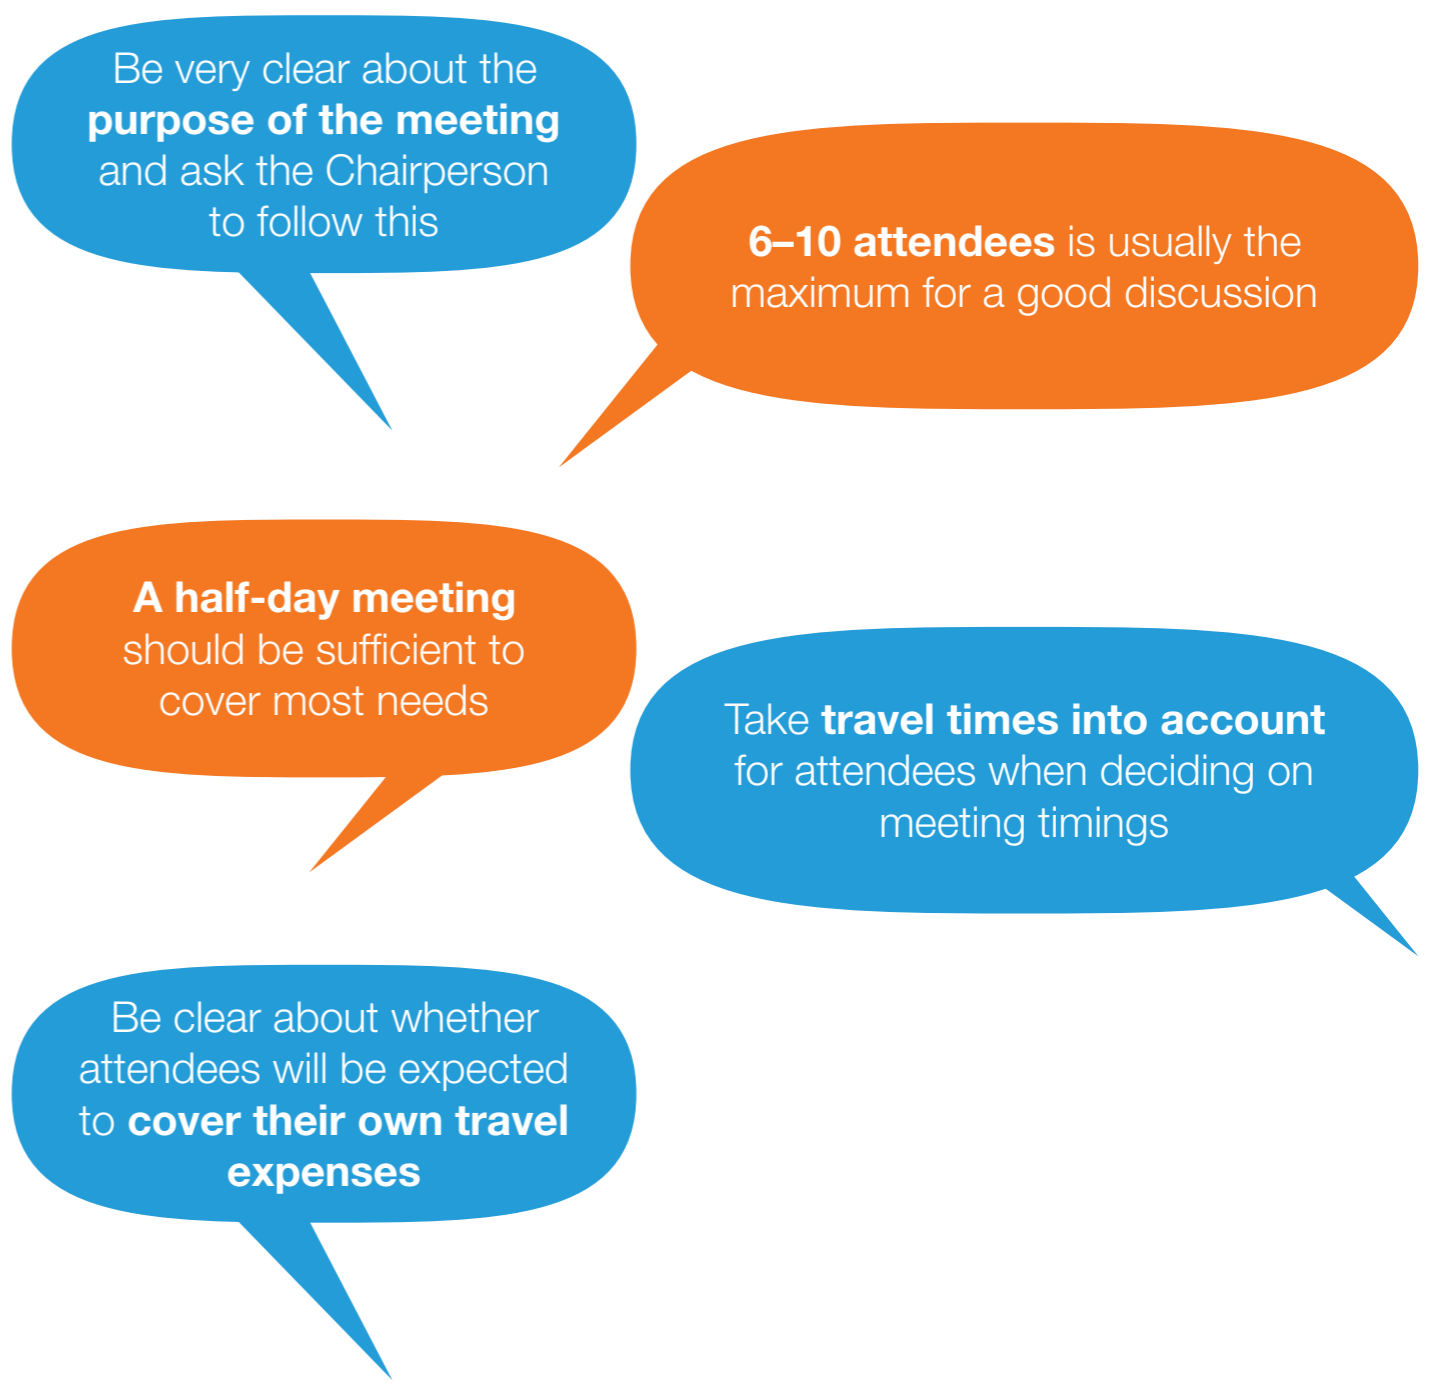 Be very clear about the
purpose of the meeting
and ask the Chairperson
to follow this
6–10 attendees is usually the
maximum for a good discussion
A half-day meeting
should be sufficient to
cover most needs
Take travel times into account
for attendees when deciding on
meeting timings
Be clear about whether
attendees will be expected
to cover their own travel
expenses